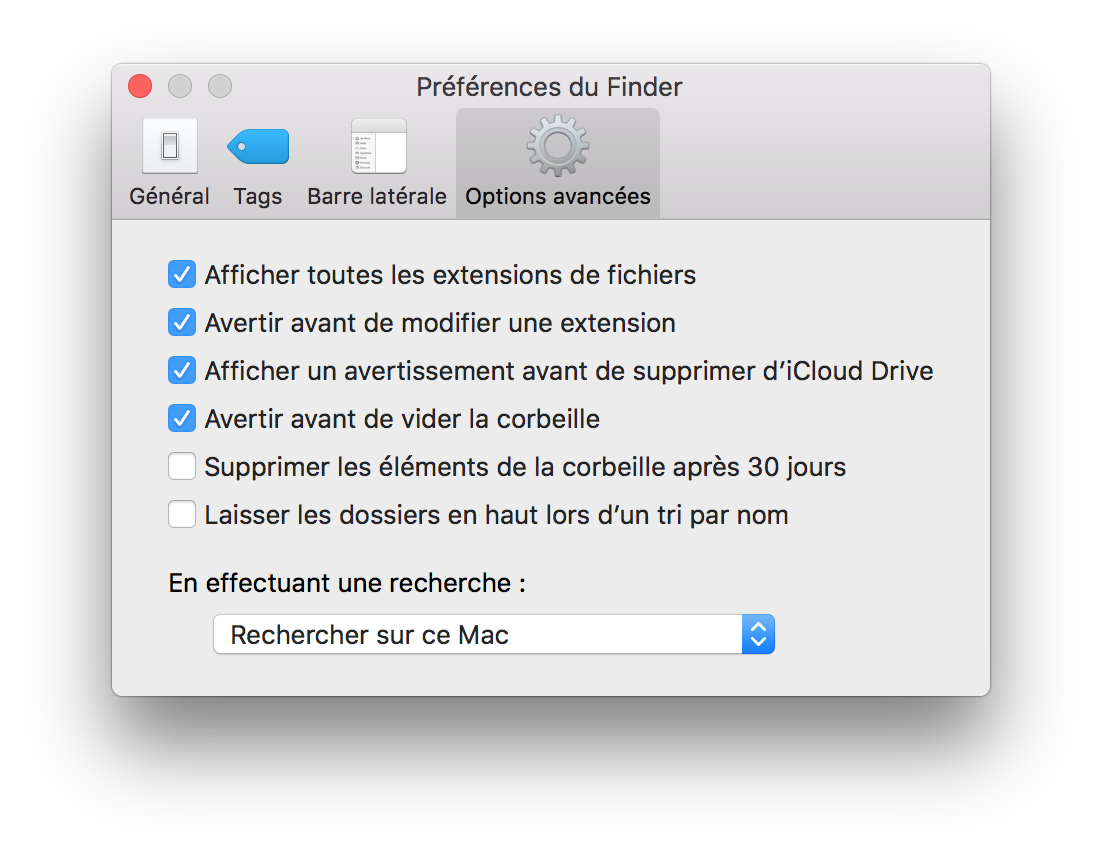 Préférences du Finder
Général Tags Barre latérale Options avancées
Afficher toutes les extensions de fichiers
Avertir avant de modifier une extension
Afficher un avertissement avant de supprimer d’iCloud Drive
Avertir avant de vider la corbeille
Supprimer les éléments de la corbeille après 30 jours
Laisser les dossiers en haut lors d’un tri par nom
En effectuant une recherche :
Rechercher sur ce Mac